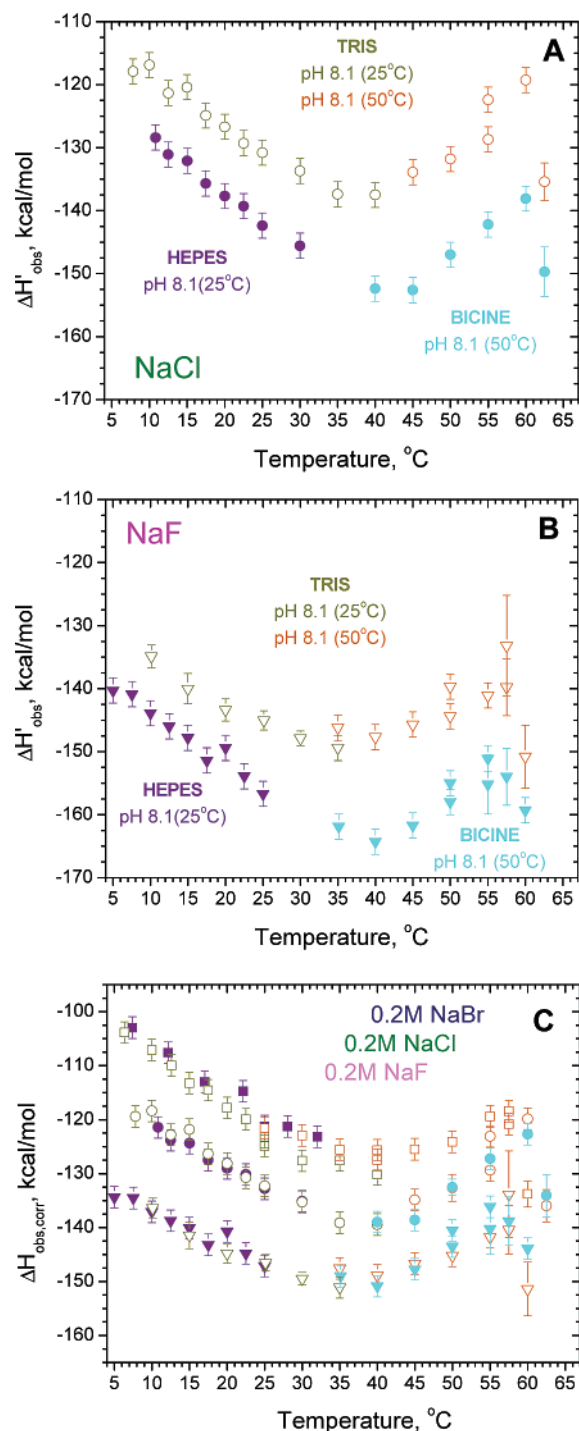 A
-110
TRIS
pH 8.1 (25°C)
pH 8.1 (50°C)
-120
-130
-140
-150
-160
-170
ΔH'obs, kcal/mol
HEPES
pH 8.1(25°C)
BICINE
pH 8.1 (50°C)
NaCl
5 10 15 20 25 30 35 40 45 50 55 60 65
Temperature, °C
B
-110
NaF
TRIS
pH 8.1 (25°C)
pH 8.1 (50°C)
-120
-130
-140
-150
-160
-170
ΔH'obs, kcal/mol
HEPES
pH 8.1(25°C)
BICINE
pH 8.1 (50°C)
5 10 15 20 25 30 35 40 45 50 55 60 65
Temperature, °C
C
0.2M NaBr
0.2M NaCl
0.2M NaF
-100
-110
-120
-130
-140
-150
-160
ΔHobs,corr, kcal/mol
5 10 15 20 25 30 35 40 45 50 55 60 65
Temperature, °C